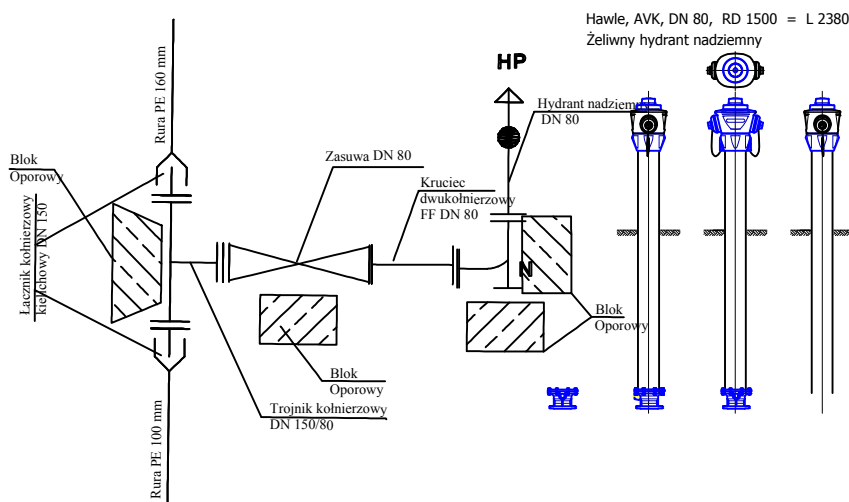 Hawle, AVK, DN 80, RD 1500 = L 2380
Żeliwny hydrant nadziemny
HP
Rura PE 160 mm
Hydrant nadziem
DN 80
Blok
Oporowy
Zasuwa DN 80
Kruciec
dwukołnierzowy
FF DN 80
Łacznik kołnierzowy
kielichowy DN 150
N
Blok
Oporowy
Blok
Oporowy
Trojnik kołnierzowy
DN 150/80
Rura PE 100 mm